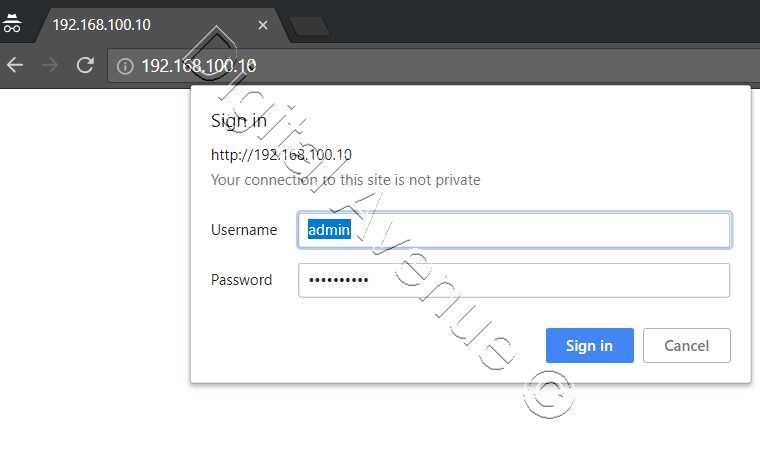 192.168.100.10
192.168.100.10
Sign in
http://192.168.100.10
Your connection to this site is not private
Username admin
Password ••••••••••
Sign in Cancel
Digital Avenue ©